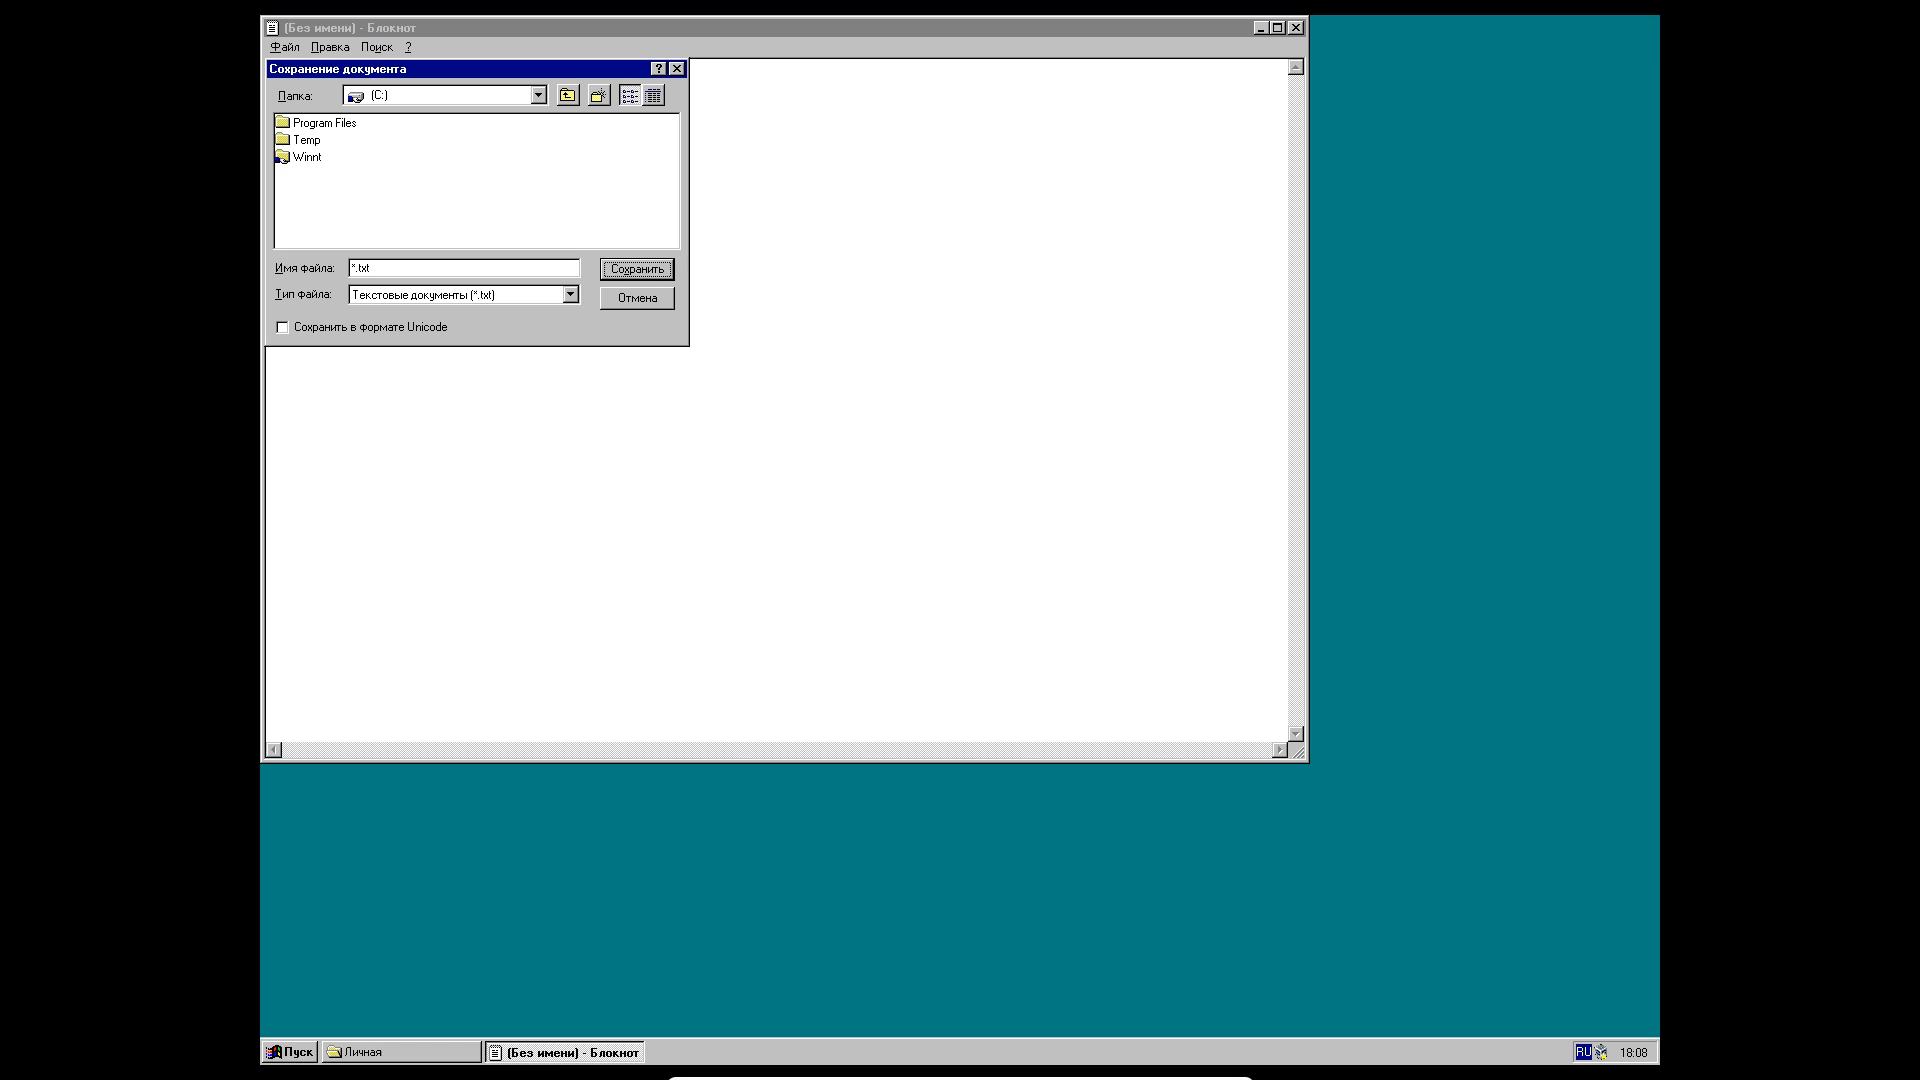 (Без имени) - Блокнот
Файл Правка Поиск ?
Сохранение документа
Папка: (C:)
Program Files
Temp
Winnt
Имя файла: *.txt Сохранить
Тип файла: Текстовые документы (*.txt) Отмена
Сохранить в формате Unicode
Пуск Личная (Без имени) - Блокнот RU 18:08